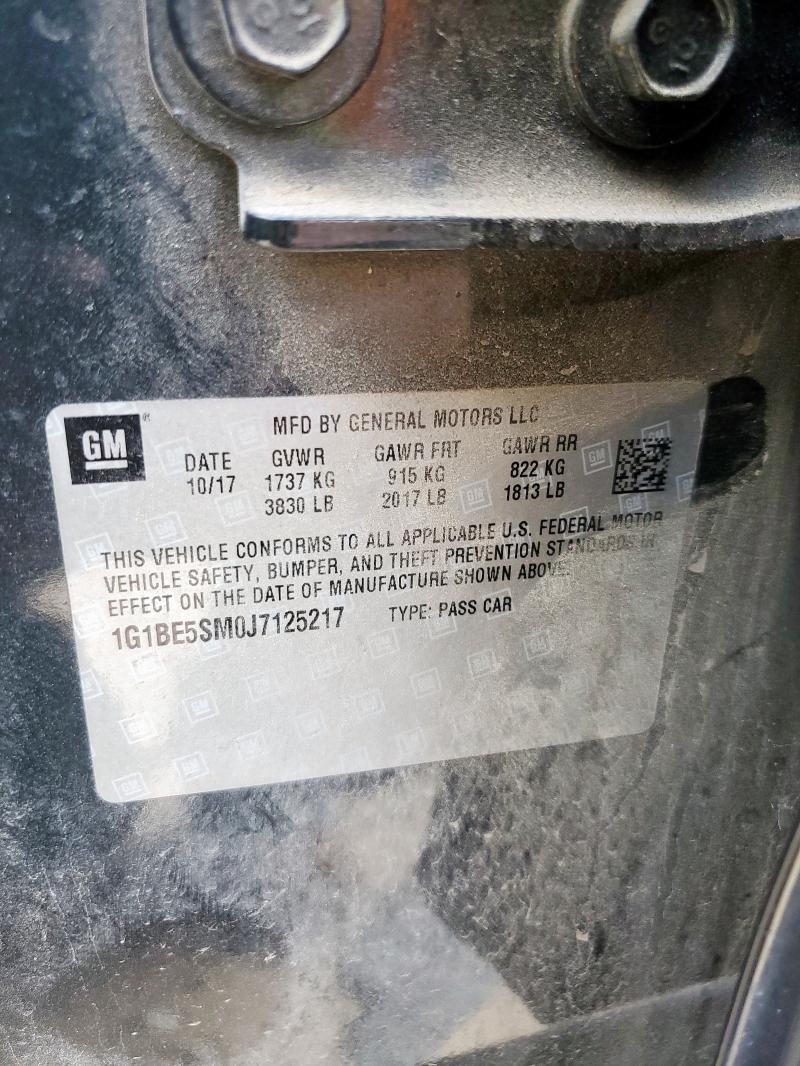 GM®
MFD BY GENERAL MOTORS LLC
DATE GVWR GAWR FRT GAWR RR
10/17 1737 KG 915 KG 822 KG
3830 LB 2017 LB 1813 LB
THIS VEHICLE CONFORMS TO ALL APPLICABLE U.S. FEDERAL MOTOR
VEHICLE SAFETY, BUMPER, AND THEFT PREVENTION STANDARDS IN
EFFECT ON THE DATE OF MANUFACTURE SHOWN ABOVE.
1G1BE5SM0J7125217 TYPE: PASS CAR